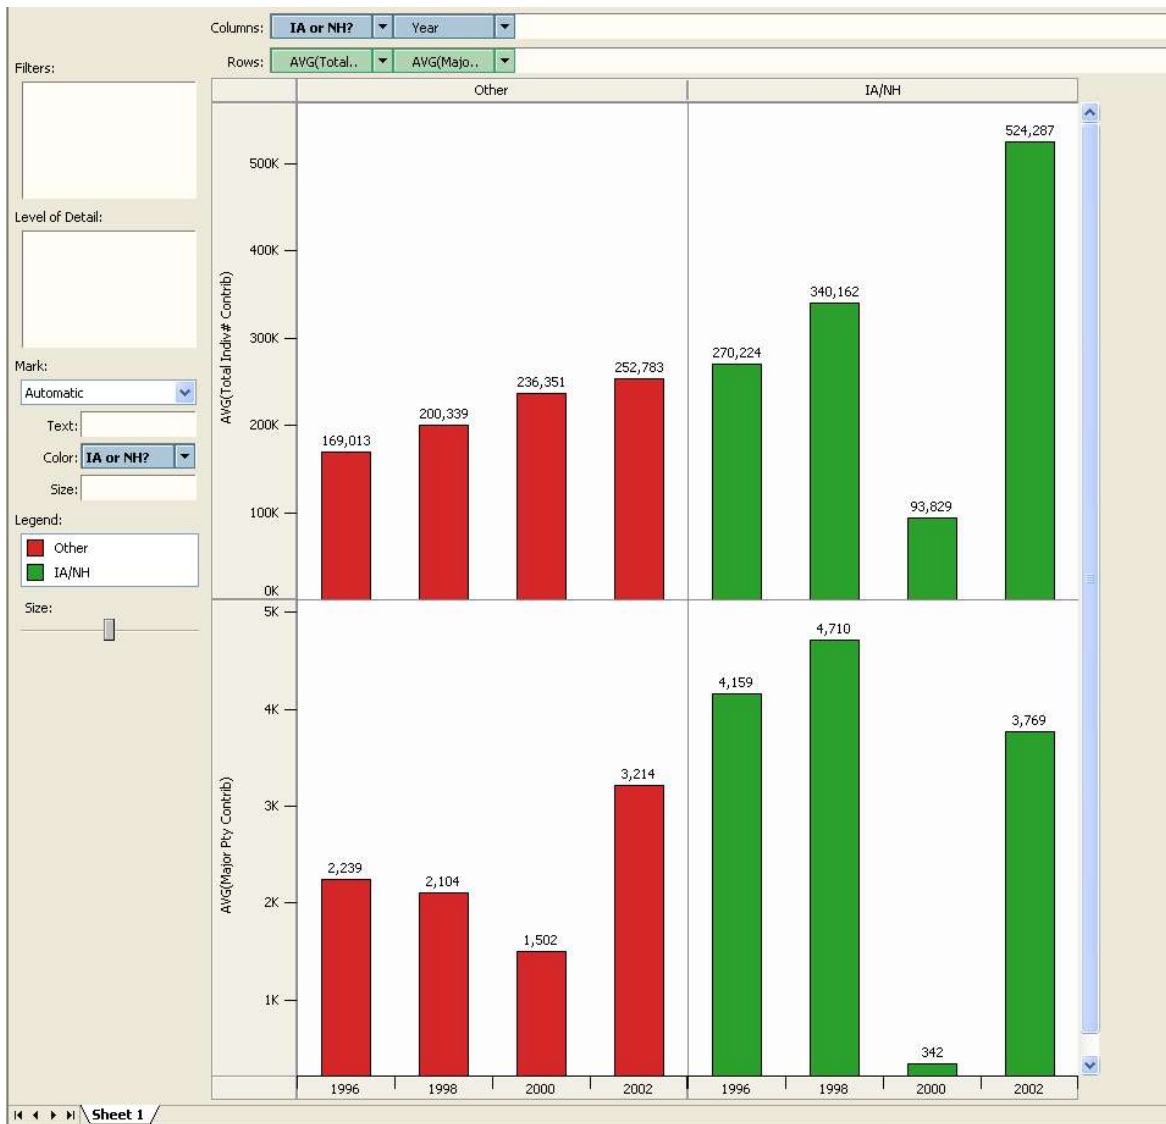 Columns: IA or NH? Year
Rows: AVG(Total.. AVG(Majo..
Filters:
Level of Detail:
Mark:
Automatic
Text:
Color: IA or NH?
Size:
Legend:
Other
IA/NH
Size:
Other IA/NH
AVG(Total Indiv# Contrib)
500K
400K
300K
200K
100K
0K
169,013
200,339
236,351
252,783
270,224
340,162
93,829
524,287
AVG(Major Pty Contrib)
5K
4K
3K
2K
1K
2,239
2,104
1,502
3,214
4,159
4,710
342
3,769
1996 1998 2000 2002 1996 1998 2000 2002
Sheet 1